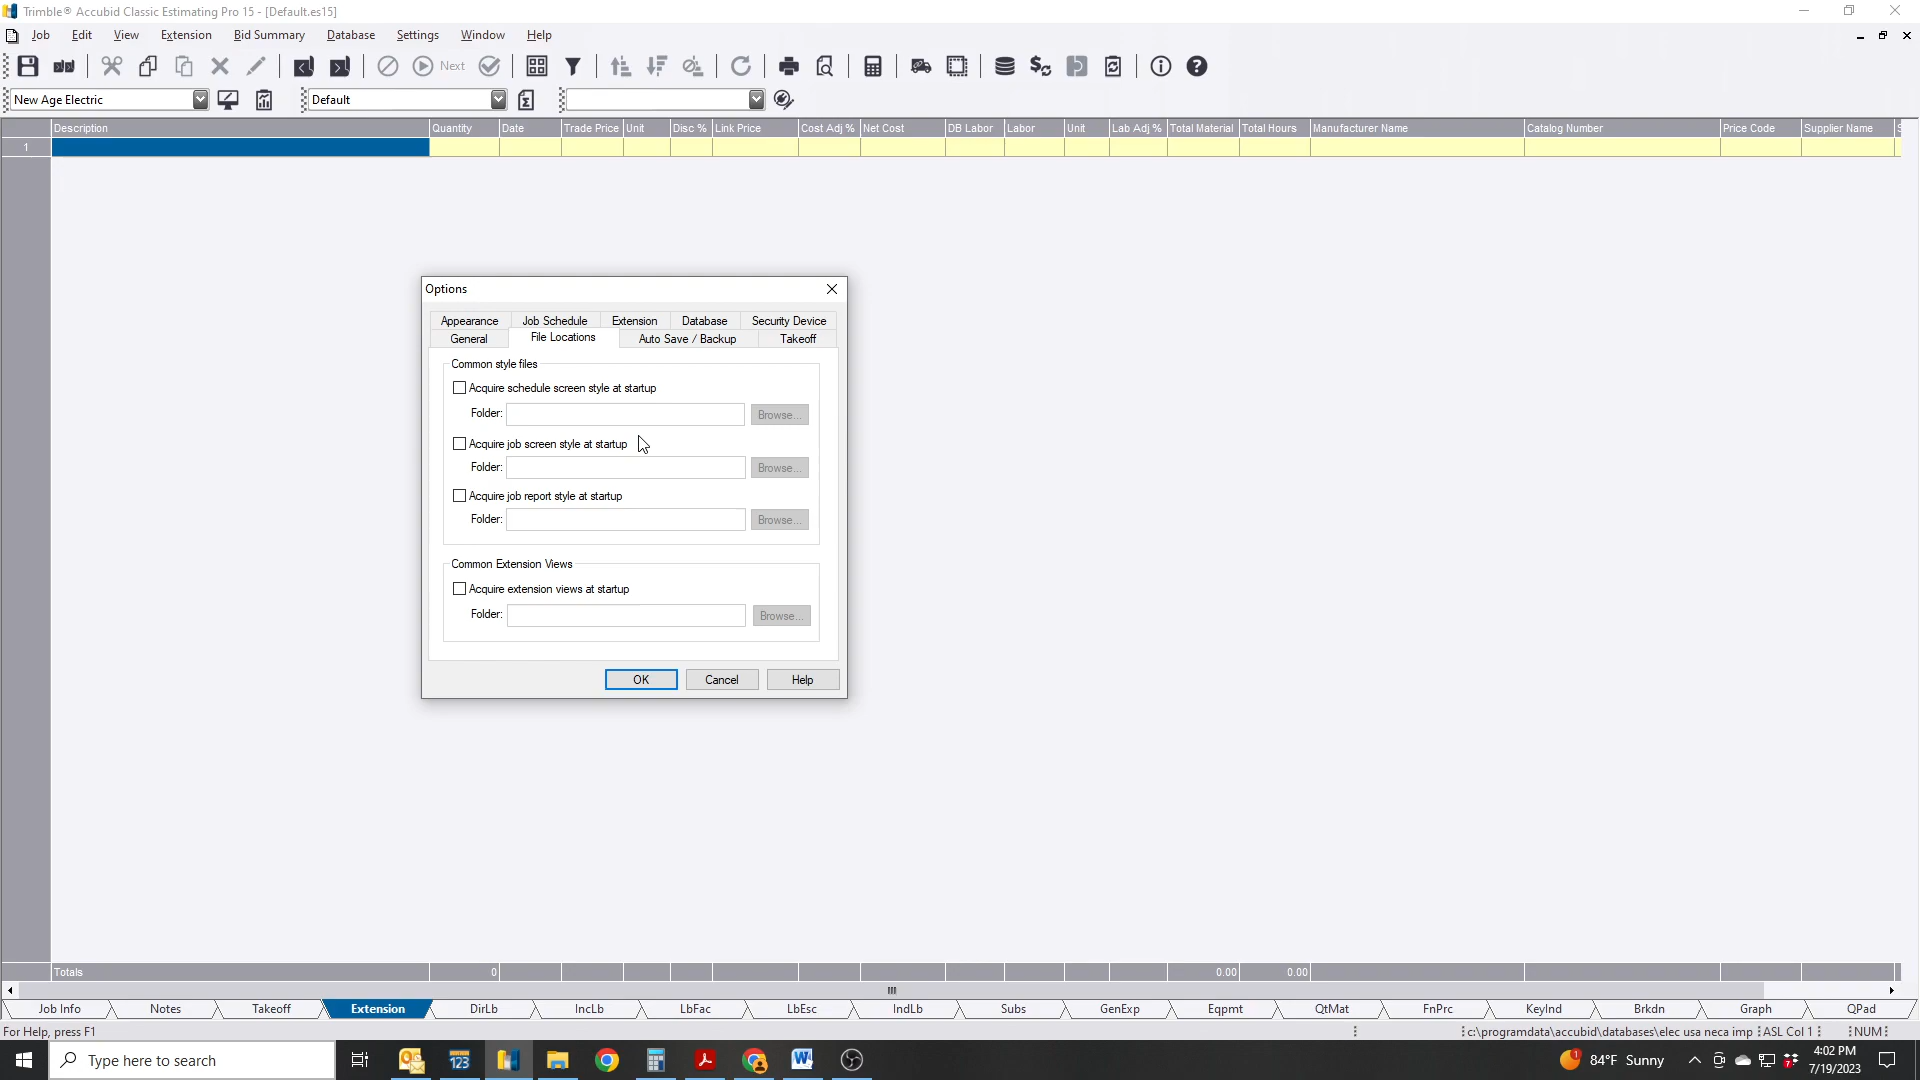 Trimble® Accubid Classic Estimating Pro 15 - [Default.es15]
Job Edit View Extension Bid Summary Database Settings Window Help
Next
New Age Electric Default
Description Quantity Date Trade Price Unit Disc % Link Price Cost Adj % Net Cost DB Labor Labor Unit Lab Adj % Total Material Total Hours Manufacturer Name Catalog Number Price Code Supplier Name
1
Options
Appearance Job Schedule Extension Database Security Device
General File Locations Auto Save / Backup Takeoff
Common style files
Acquire schedule screen style at startup
Folder: Browse...
Acquire job screen style at startup
Folder: Browse...
Acquire job report style at startup
Folder: Browse...
Common Extension Views
Acquire extension views at startup
Folder: Browse...
OK Cancel Help
Totals 0 0.00 0.00
Job Info Notes Takeoff Extension DirLb IncLb LbFac LbEsc IndLb Subs GenExp Eqpmt QtMat FnPrc KeyInd Brkdn Graph QPad
For Help, press F1 c:\programdata\accubid\databases\elec usa neca imp ASL Col 1 NUM
Type here to search 123 84°F Sunny 4:02 PM
7/19/2023